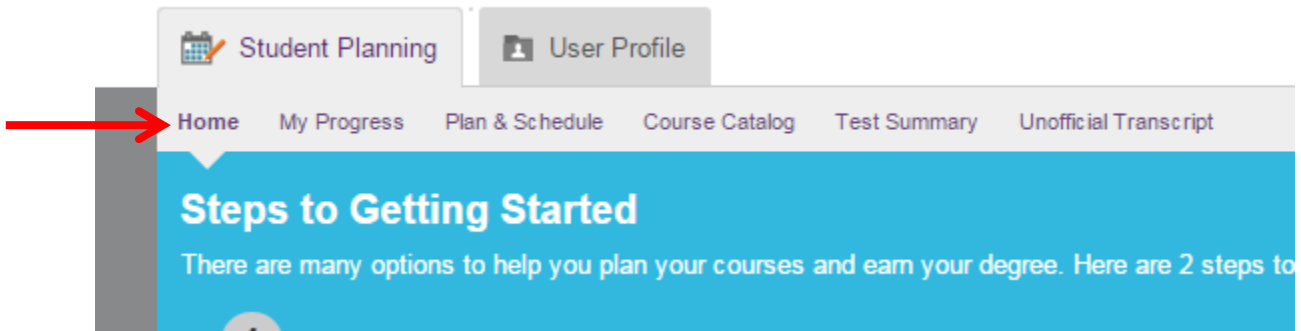 Student Planning User Profile
Home My Progress Plan & Schedule Course Catalog Test Summary Unofficial Transcript
Steps to Getting Started
There are many options to help you plan your courses and earn your degree. Here are 2 steps to